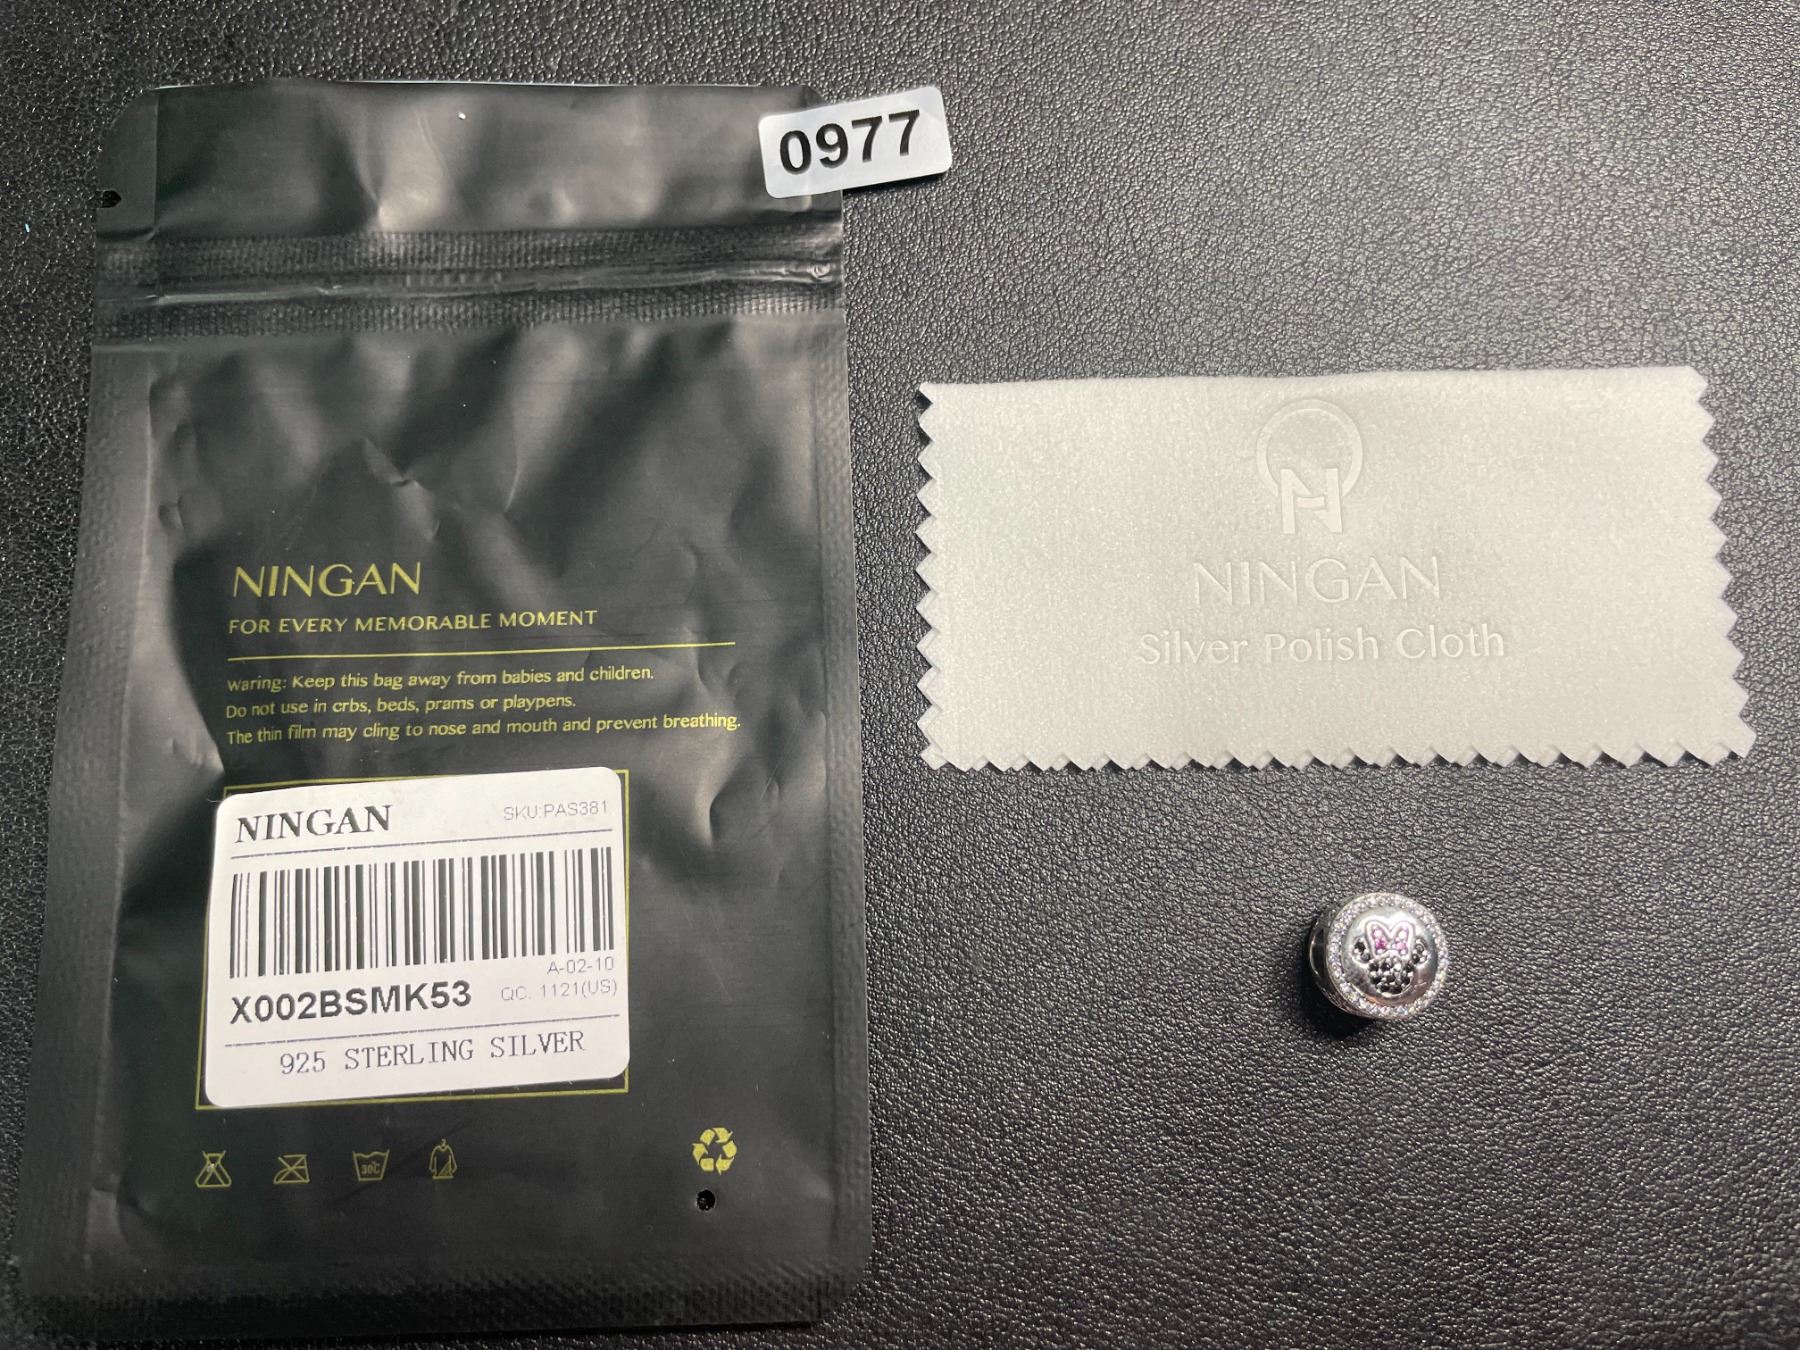 0977
NINGAN
FOR EVERY MEMORABLE MOMENT
Waring: Keep this bag away from babies and children.
Do not use in crbs, beds, prams or playpens.
The thin film may cling to nose and mouth and prevent breathing.
NINGAN
SKU:PAS381
A-02-10
X002BSMK53
QC. 1121(US)
925 STERLING SILVER
30C
NINGAN
Silver Polish Cloth